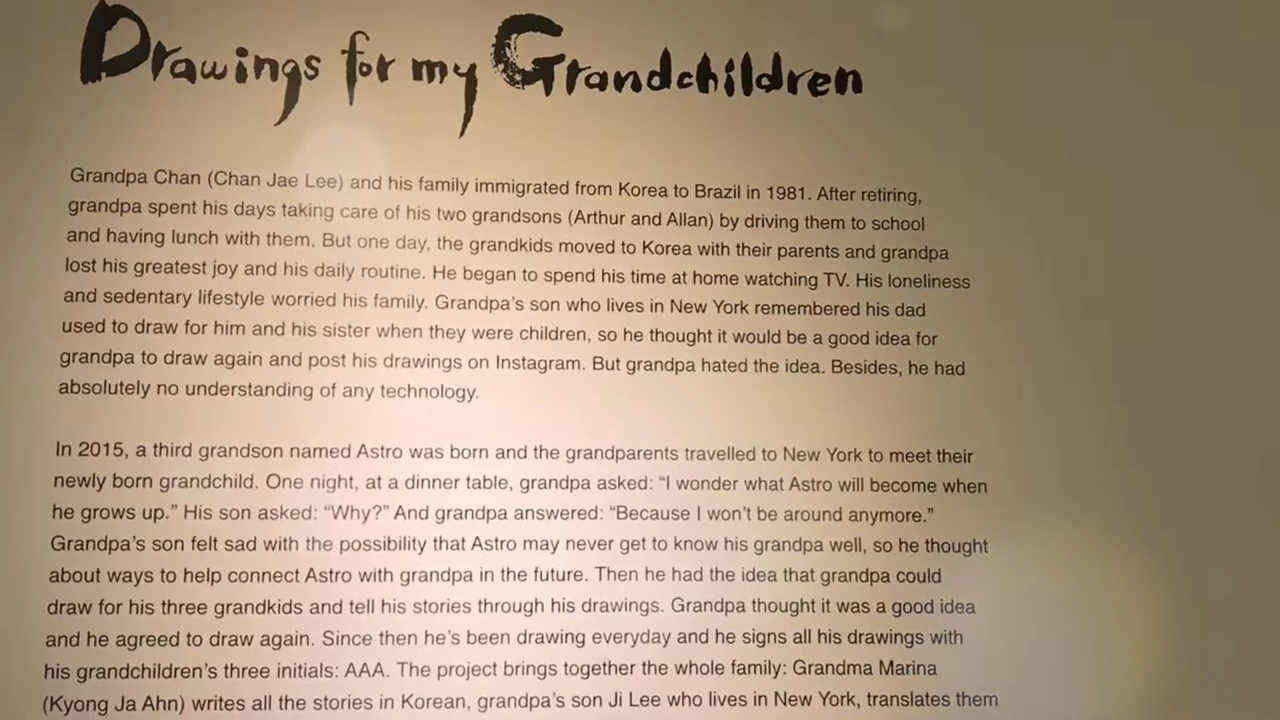 Drawings for my Grandchildren
Grandpa Chan (Chan Jae Lee) and his family immigrated from Korea to Brazil in 1981. After retiring,
grandpa spent his days taking care of his two grandsons (Arthur and Allan) by driving them to school
and having lunch with them. But one day, the grandkids moved to Korea with their parents and grandpa
lost his greatest joy and his daily routine. He began to spend his time at home watching TV. His loneliness
and sedentary lifestyle worried his family. Grandpa's son who lives in New York remembered his dad
used to draw for him and his sister when they were children, so he thought it would be a good idea for
grandpa to draw again and post his drawings on Instagram. But grandpa hated the idea. Besides, he had
absolutely no understanding of any technology.
In 2015, a third grandson named Astro was born and the grandparents travelled to New York to meet their
newly born grandchild. One night, at a dinner table, grandpa asked: “I wonder what Astro will become when
he grows up.” His son asked: “Why?” And grandpa answered: “Because I won't be around anymore.”
Grandpa's son felt sad with the possibility that Astro may never get to know his grandpa well, so he thought
about ways to help connect Astro with grandpa in the future. Then he had the idea that grandpa could
draw for his three grandkids and tell his stories through his drawings. Grandpa thought it was a good idea
and he agreed to draw again. Since then he's been drawing everyday and he signs all his drawings with
his grandchildren's three initials: AAA. The project brings together the whole family: Grandma Marina
(Kyong Ja Ahn) writes all the stories in Korean, grandpa's son Ji Lee who lives in New York, translates them